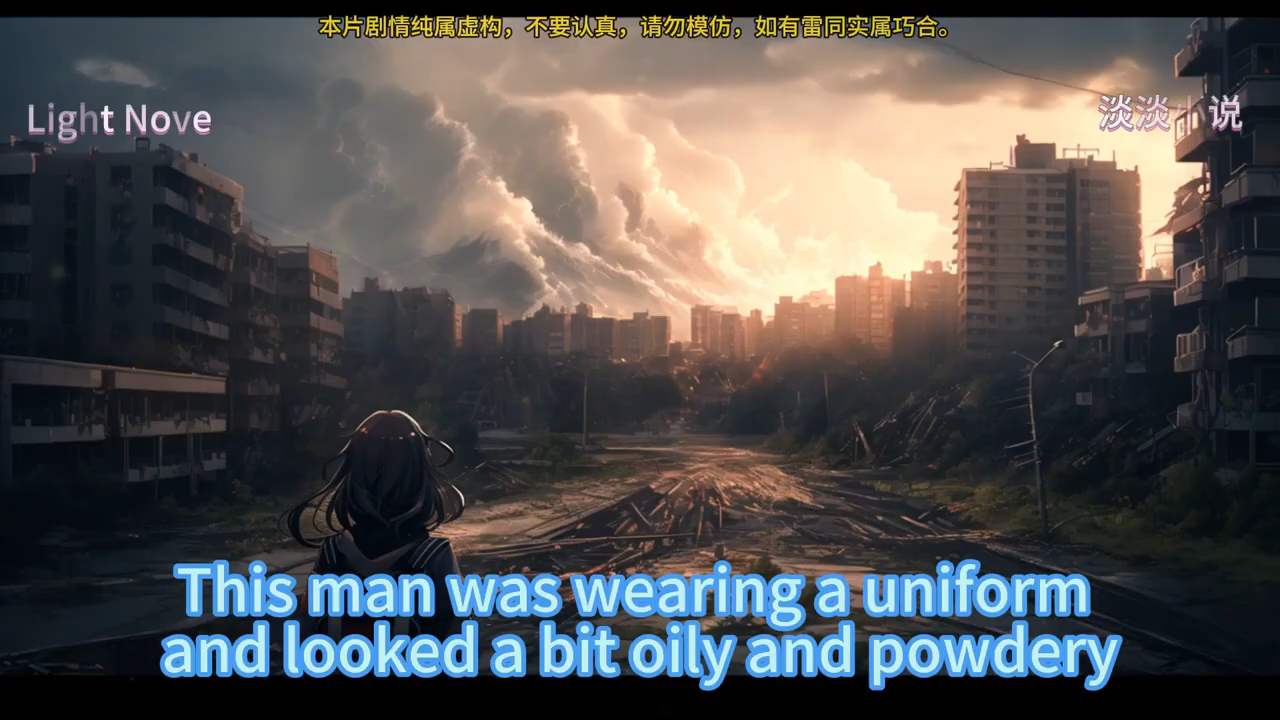 本片剧情纯属虚构，不要认真，请勿模仿，如有雷同实属巧合。
Light Nove
淡淡小说
This man was wearing a uniform
and looked a bit oily and powdery